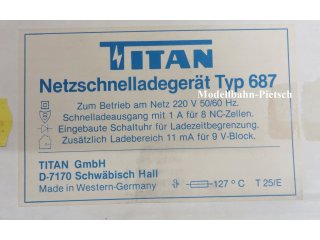 TITAN
Netzschnelladegerät Typ 687
Modellbahn-Pietsch
Zum Betrieb am Netz 220 V 50/60 Hz.
Schnelladeausgang mit 1 A für 8 NC-Zellen.
Eingebaute Schaltuhr für Ladezeitbegrenzung.
Zusätzlich Ladebereich 11 mA für 9 V-Block.
TITAN GmbH
D-7170 Schwäbisch Hall
Made in Western-Germany
127° C T 25/E